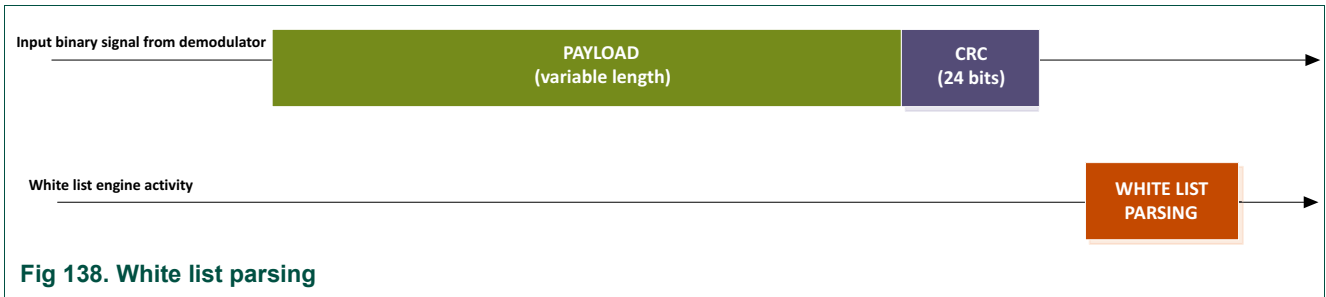 Input binary signal from demodulator
PAYLOAD
(variable length)
CRC
(24 bits)
White list engine activity
WHITE LIST
PARSING
Fig 138. White list parsing